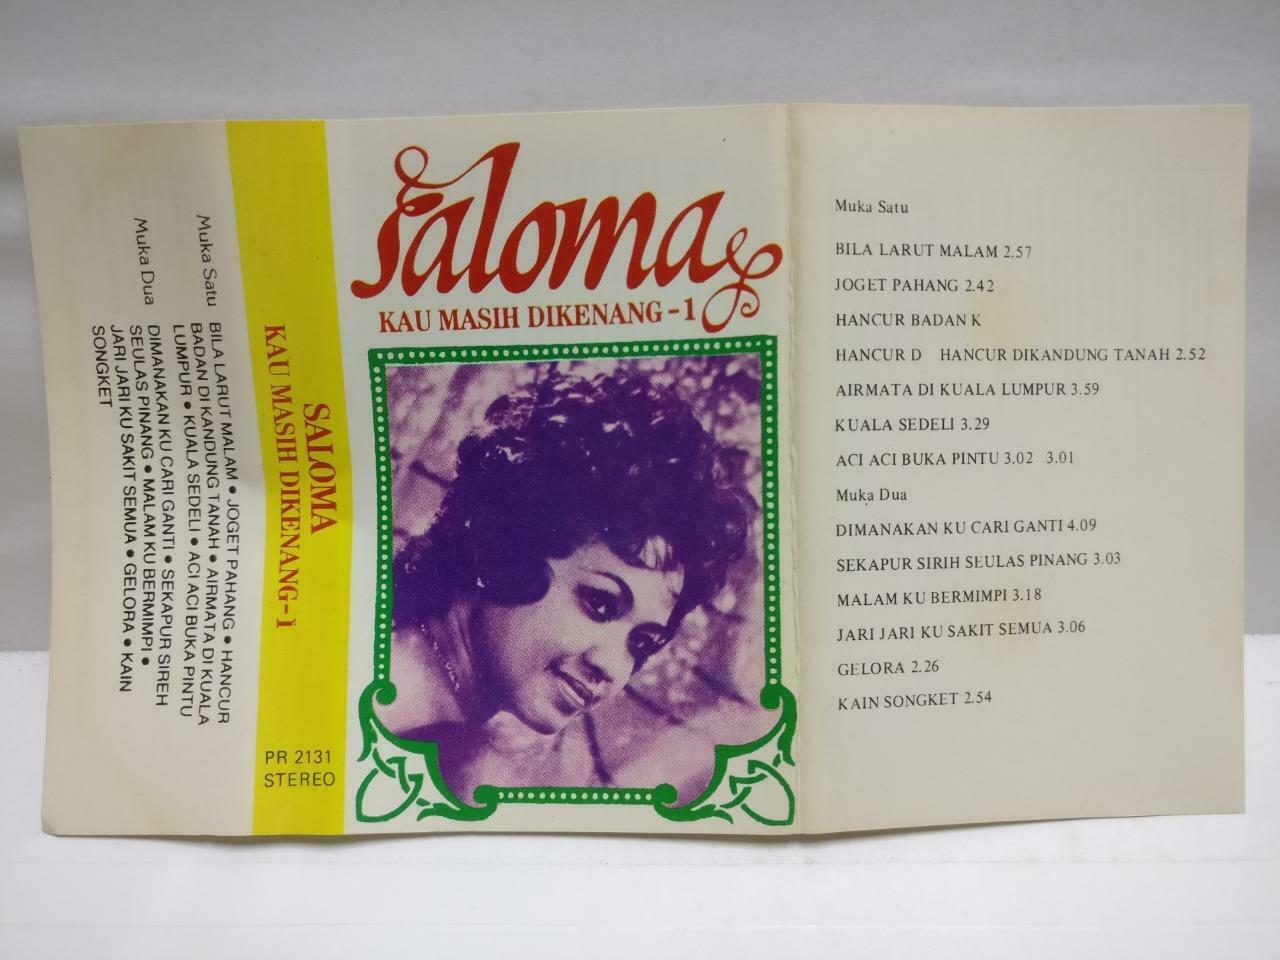 Muka Satu
BILA LARUT MALAM • JOGET PAHANG • HANCUR
BADAN DI KANDUNG TANAH • AIRMATA DI KUALA
LUMPUR • KUALA SEDELI • ACI ACI BUKA PINTU
Muka Dua
DIMANAKAN KU CARI GANTI • SEKAPUR SIREH
SEULAS PINANG • MALAM KU BERMIMPI •
JARI JARI KU SAKIT SEMUA • GELORA • KAIN
SONGKET
SALOMA
KAU MASIH DIKENANG-1
PR 2131
STEREO
Saloma
KAU MASIH DIKENANG-1
Muka Satu
BILA LARUT MALAM 2.57
JOGET PAHANG 2.42
HANCUR BADAN K
HANCUR D HANCUR DIKANDUNG TANAH 2.52
AIRMATA DI KUALA LUMPUR 3.59
KUALA SEDELI 3.29
ACI ACI BUKA PINTU 3.02 3.01
Muka Dua
DIMANAKAN KU CARI GANTI 4.09
SEKAPUR SIRIH SEULAS PINANG 3.03
MALAM KU BERMIMPI 3.18
JARI JARI KU SAKIT SEMUA 3.06
GELORA 2.26
KAIN SONGKET 2.54